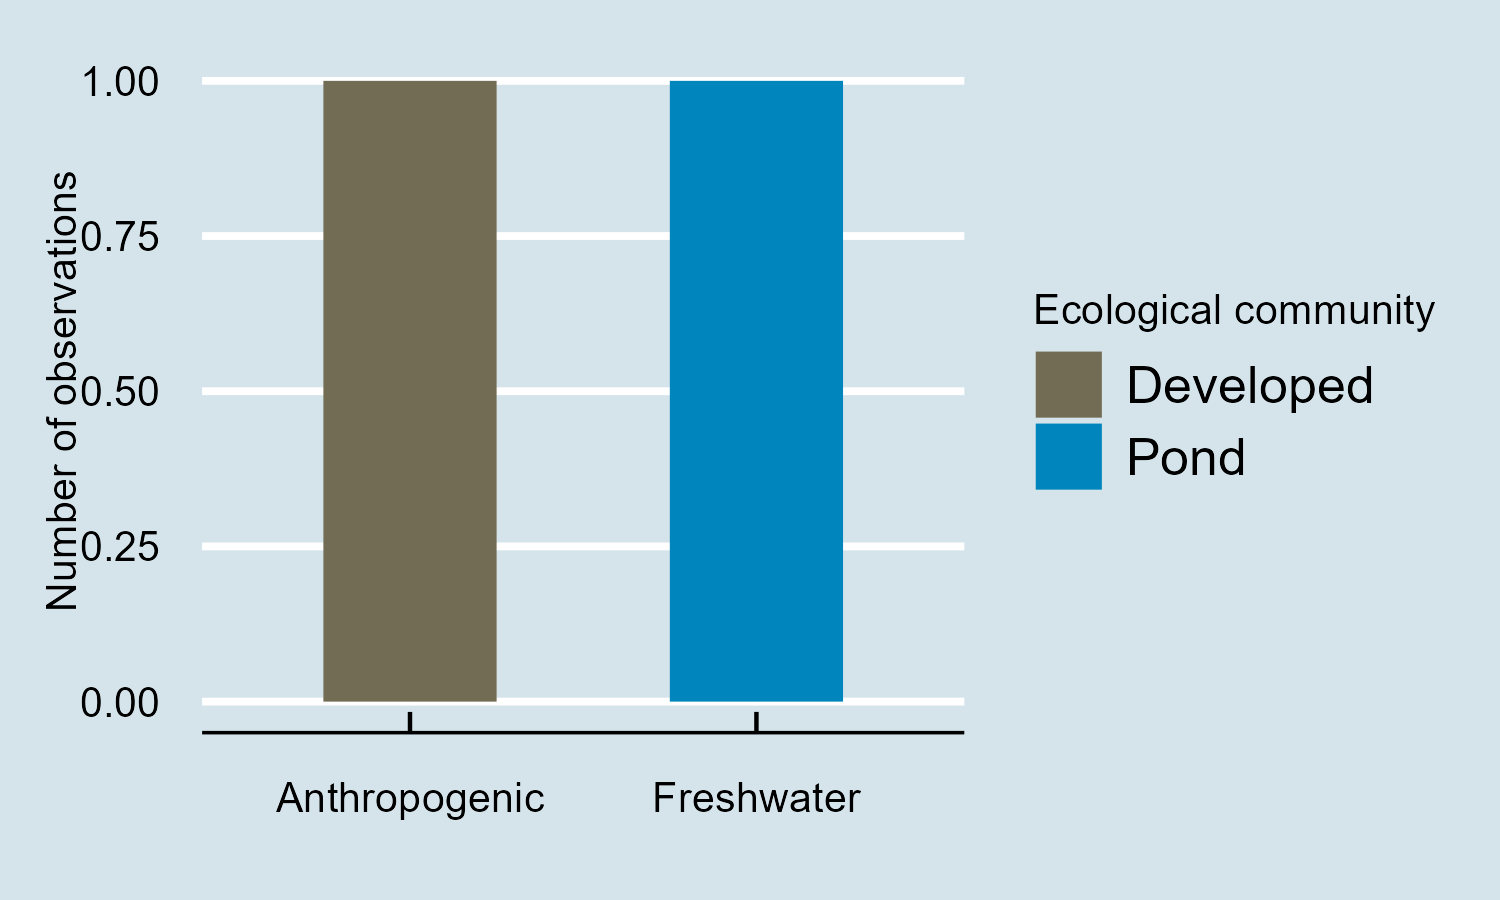 Number of observations
1.00
0.75
0.50
0.25
0.00
Anthropogenic
Freshwater
Ecological community
Developed
Pond